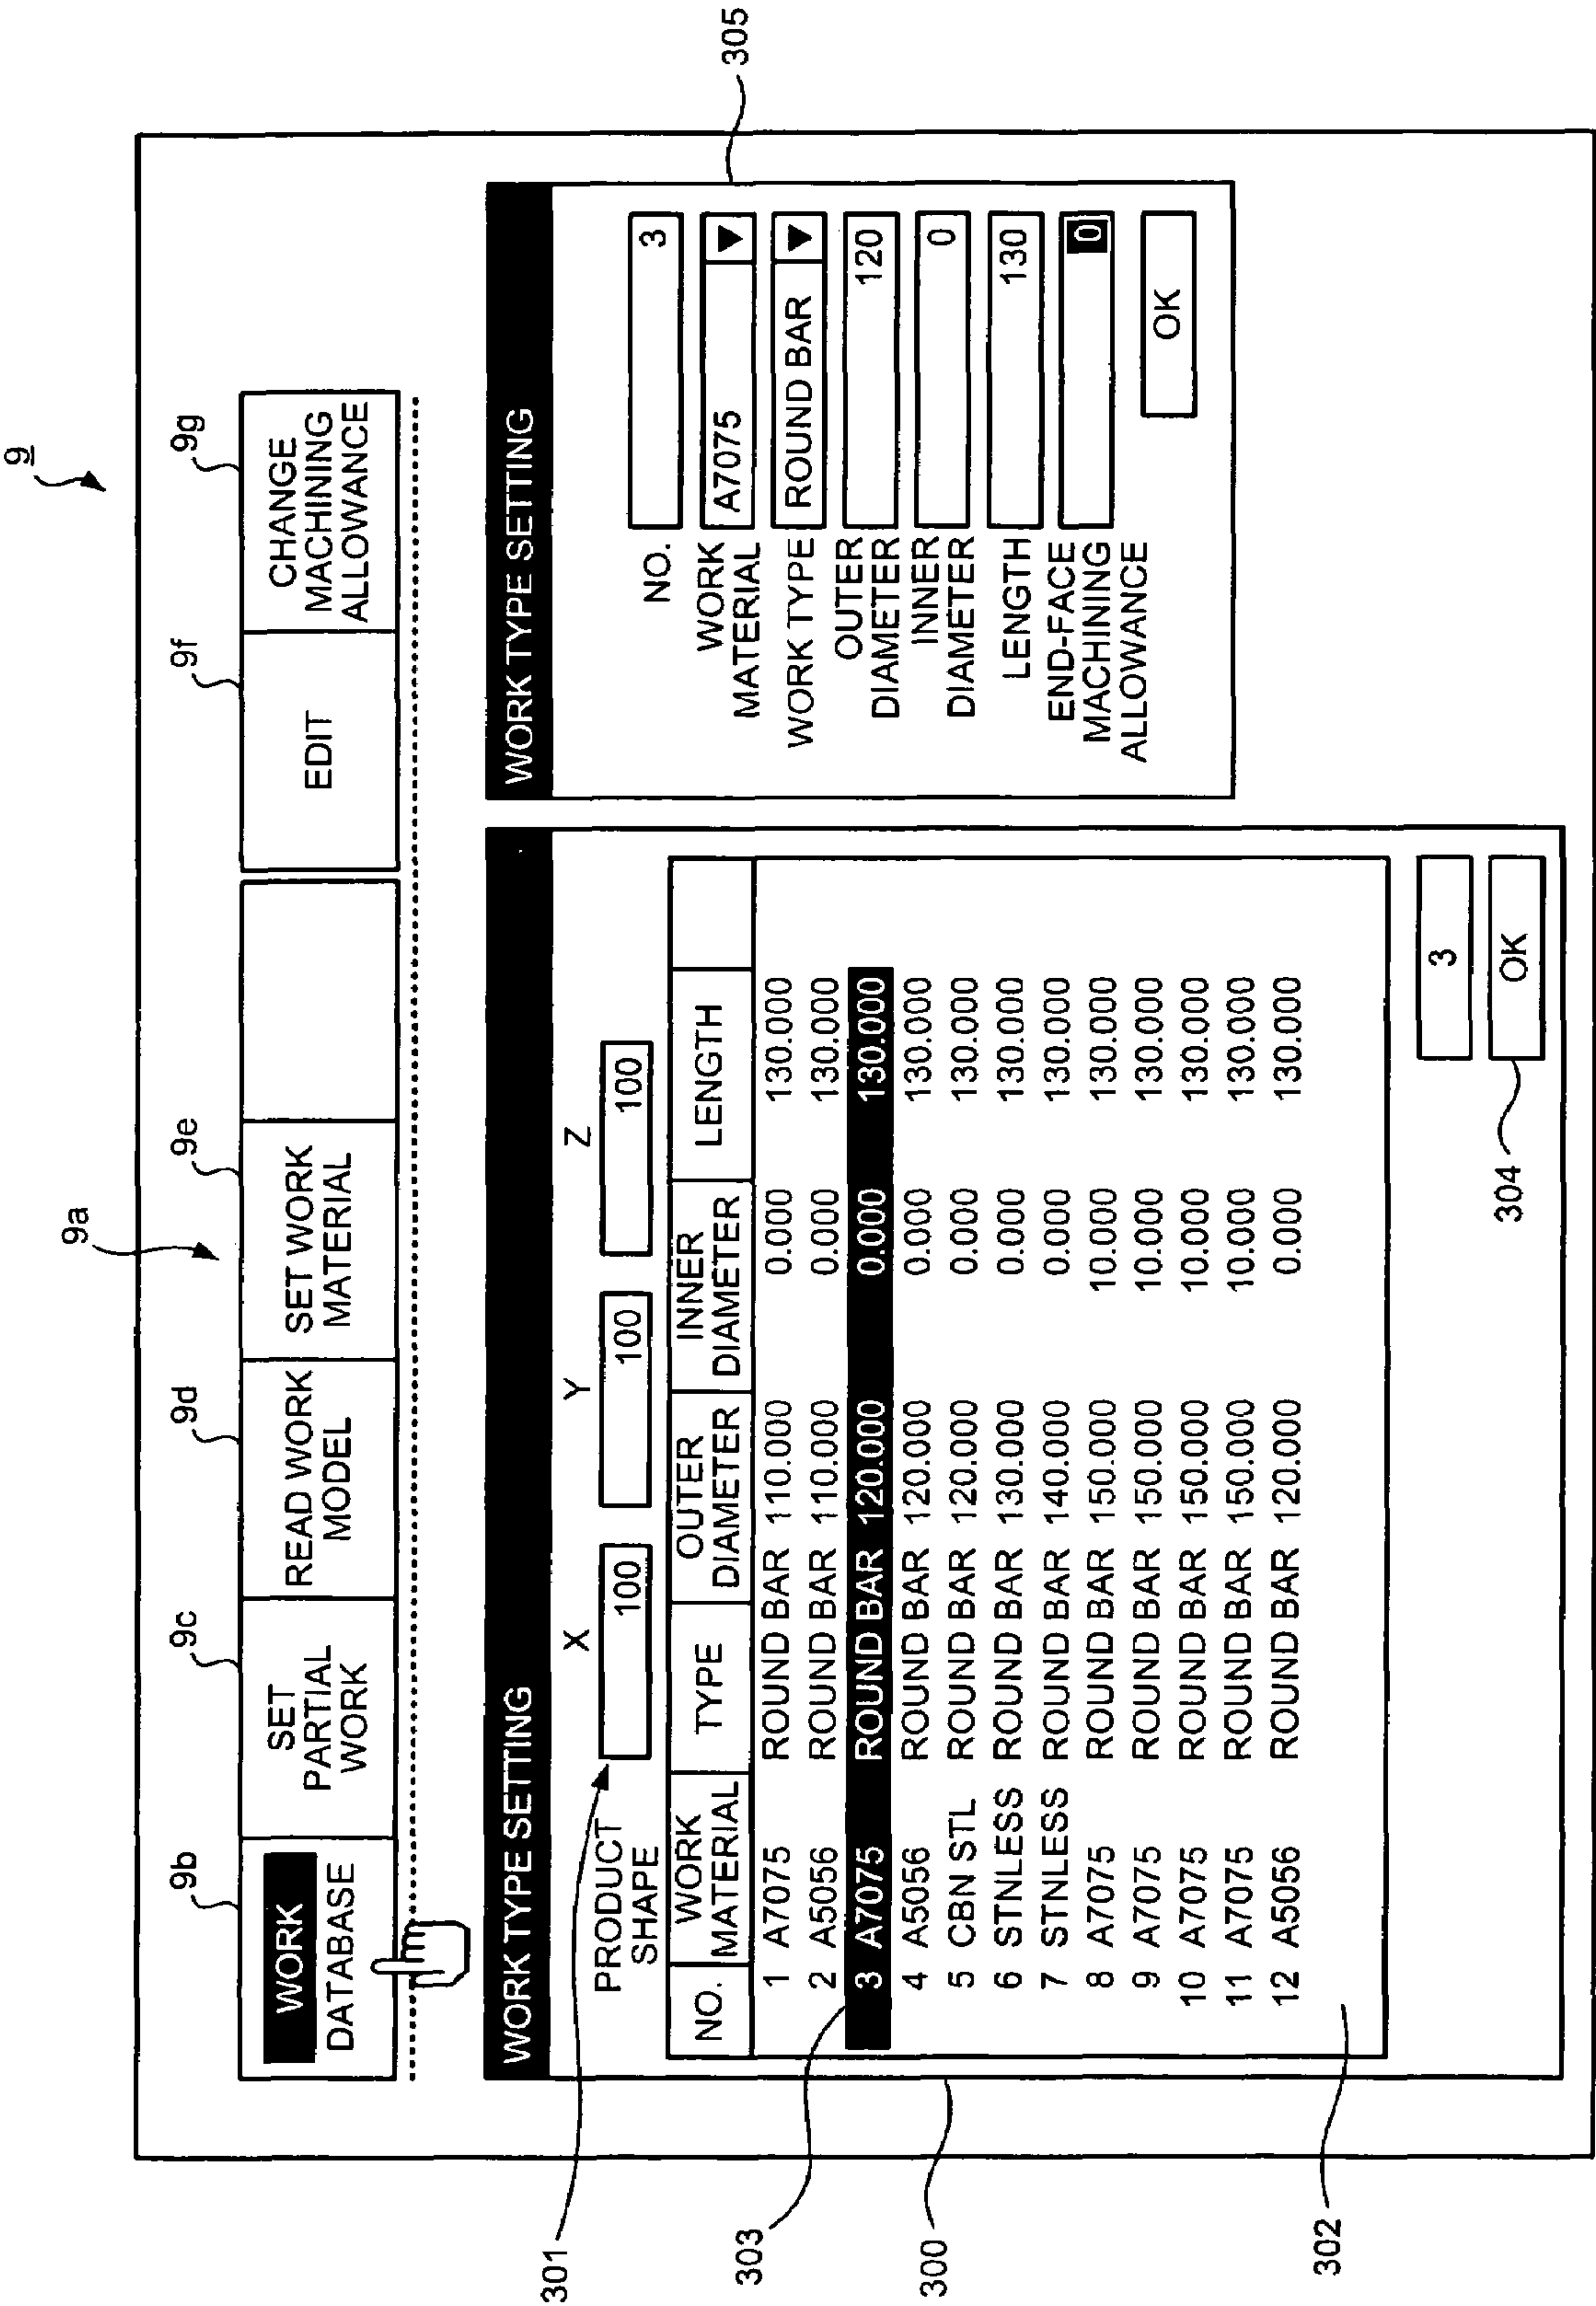 9
9a
9b
9c
9d
9e
9f
9g
WORK
DATABASE
SET
PARTIAL
WORK
READ WORK
MODEL
SET WORK
MATERIAL
EDIT
CHANGE
MACHINING
ALLOWANCE
WORK TYPE SETTING
301
PRODUCT
SHAPE
X
100
Y
100
Z
100
NO. WORK MATERIAL TYPE OUTER DIAMETER INNER DIAMETER LENGTH
1 A7075 ROUND BAR 110.000 0.000 130.000
2 A5056 ROUND BAR 110.000 0.000 130.000
3 A7075 ROUND BAR 120.000 0.000 130.000
4 A5056 ROUND BAR 120.000 0.000 130.000
5 CBN STL ROUND BAR 120.000 0.000 130.000
6 STNLESS ROUND BAR 130.000 0.000 130.000
7 STNLESS ROUND BAR 140.000 0.000 130.000
8 A7075 ROUND BAR 150.000 10.000 130.000
9 A7075 ROUND BAR 150.000 10.000 130.000
10 A7075 ROUND BAR 150.000 10.000 130.000
11 A7075 ROUND BAR 150.000 10.000 130.000
12 A5056 ROUND BAR 120.000 0.000 130.000
303
300
302
3
OK
304
WORK TYPE SETTING
305
NO. 3
WORK
MATERIAL
A7075 ▼
WORK TYPE ROUND BAR ▼
OUTER
DIAMETER
120
INNER
DIAMETER
0
LENGTH 130
END-FACE
MACHINING
ALLOWANCE
0
OK